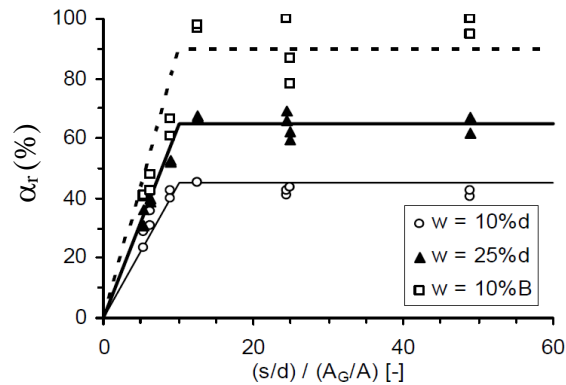 100
80
60
40
20
0
αr (%)
w = 10%d
w = 25%d
w = 10%B
0 20 40 60
(s/d) / (AG/A) [-]